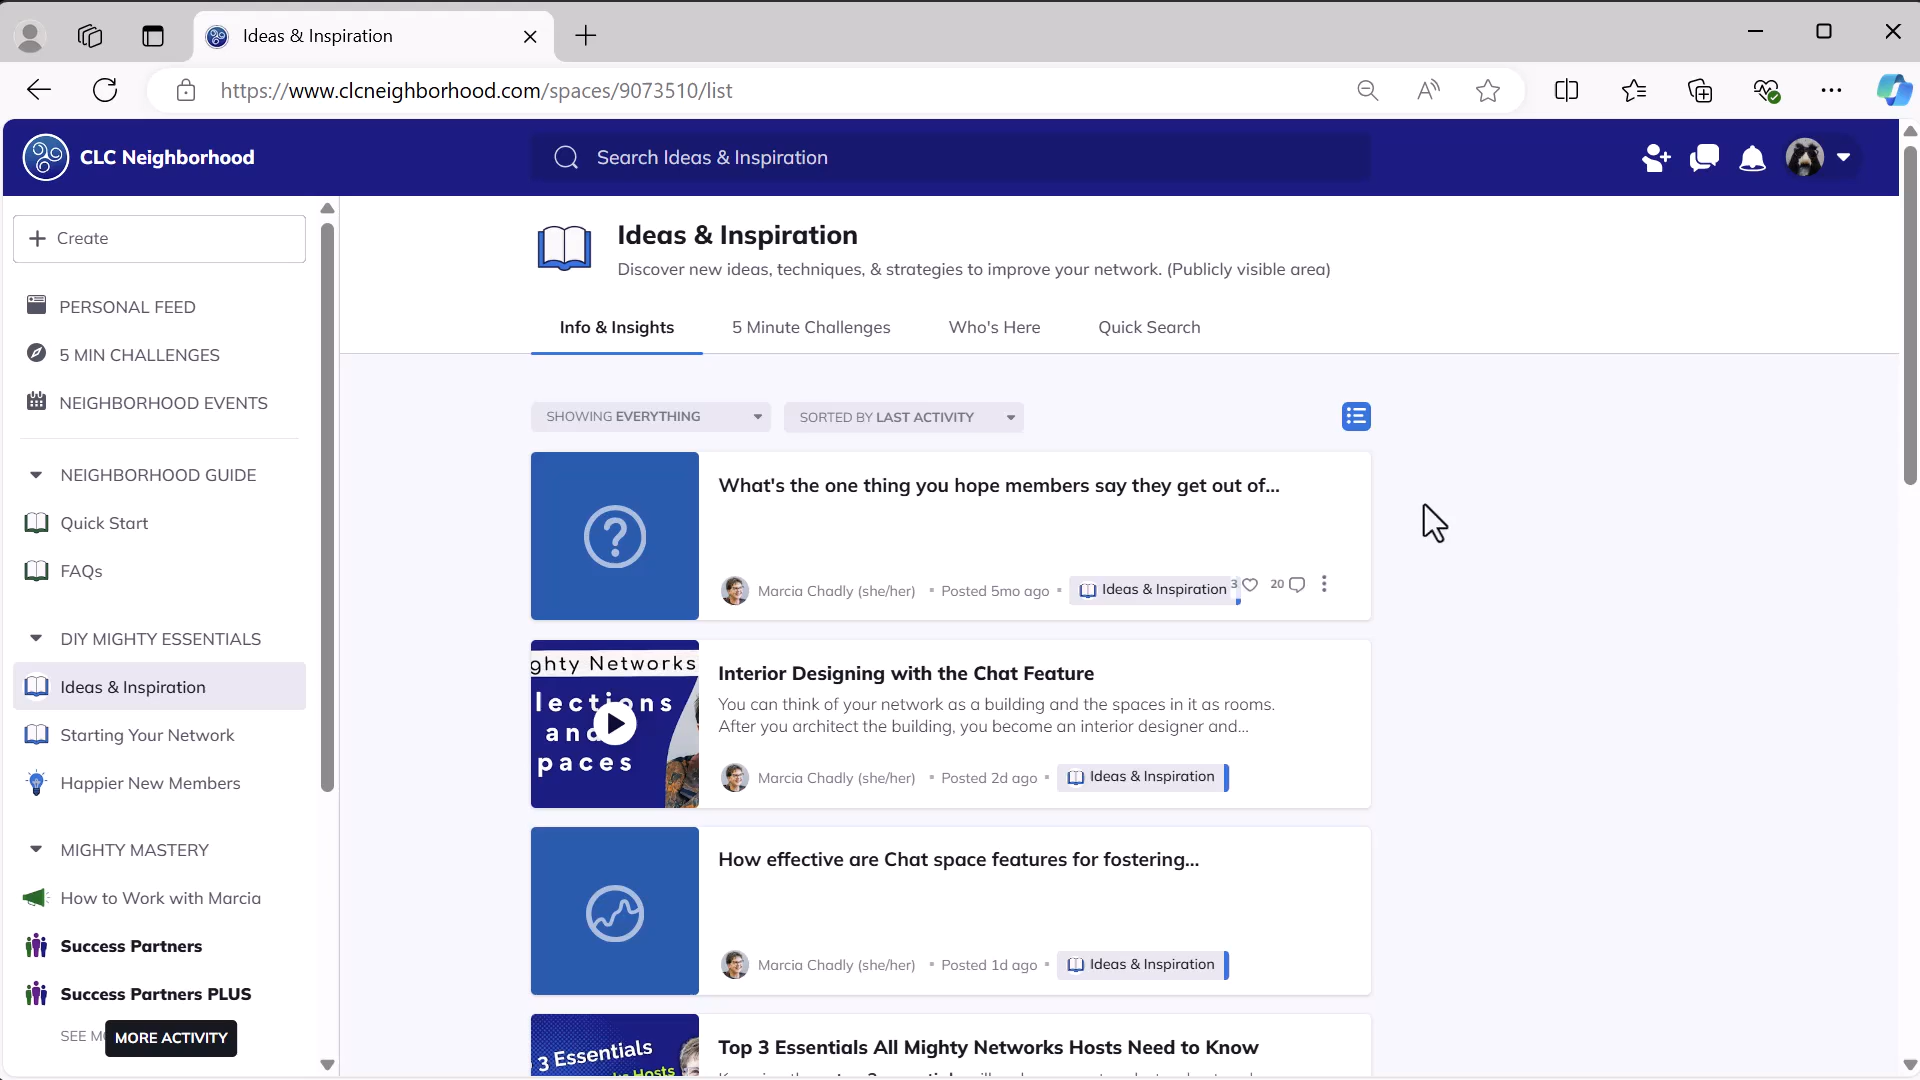 Ideas & Inspiration
https://www.clcneighborhood.com/spaces/9073510/list
CLC Neighborhood
Search Ideas & Inspiration
Create
PERSONAL FEED
5 MIN CHALLENGES
NEIGHBORHOOD EVENTS
NEIGHBORHOOD GUIDE
Quick Start
FAQs
DIY MIGHTY ESSENTIALS
Ideas & Inspiration
Starting Your Network
Happier New Members
MIGHTY MASTERY
How to Work with Marcia
Success Partners
Success Partners PLUS
SEE
MORE ACTIVITY
Ideas & Inspiration
Discover new ideas, techniques, & strategies to improve your network. (Publicly visible area)
Info & Insights 5 Minute Challenges Who's Here Quick Search
SHOWING EVERYTHING SORTED BY LAST ACTIVITY
What's the one thing you hope members say they get out of...
Marcia Chadly (she/her) Posted 5mo ago Ideas & Inspiration 3 20
ghty Networks
lections
and
paces
Interior Designing with the Chat Feature
You can think of your network as a building and the spaces in it as rooms.
After you architect the building, you become an interior designer and...
Marcia Chadly (she/her) Posted 2d ago Ideas & Inspiration
How effective are Chat space features for fostering...
Marcia Chadly (she/her) Posted 1d ago Ideas & Inspiration
3 Essentials
Hosts
Top 3 Essentials All Mighty Networks Hosts Need to Know